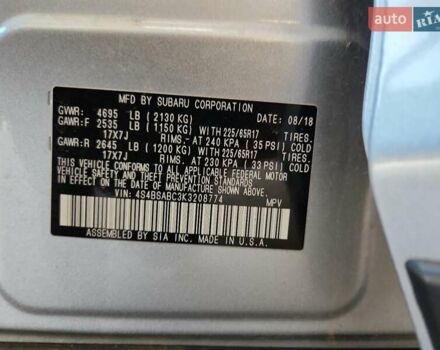 AUTO
RIA
MFD BY SUBARU CORPORATION
GVWR: 4695 LB ( 2130 KG) DATE: 08/18
GAWR:F 2535 LB ( 1150 KG) WITH 225/65R17 TIRES.
17X7J RIMS. AT 240 KPA ( 35 PSI) COLD
GAWR:R 2645 LB ( 1200 KG) WITH 225/65R17 TIRES.
17X7J RIMS. AT 230 KPA ( 33 PSI) COLD
THIS VEHICLE CONFORMS TO ALL APPLICABLE FEDERAL MOTOR
VEHICLE SAFETY AND THEFT PREVENTION STANDARDS IN
EFFECT ON THE DATE OF MANUFACTURE SHOWN ABOVE.
VIN: 4S4BSABC3K3208774 MPV
ASSEMBLED BY SIA INC. MADE IN U.S.A.